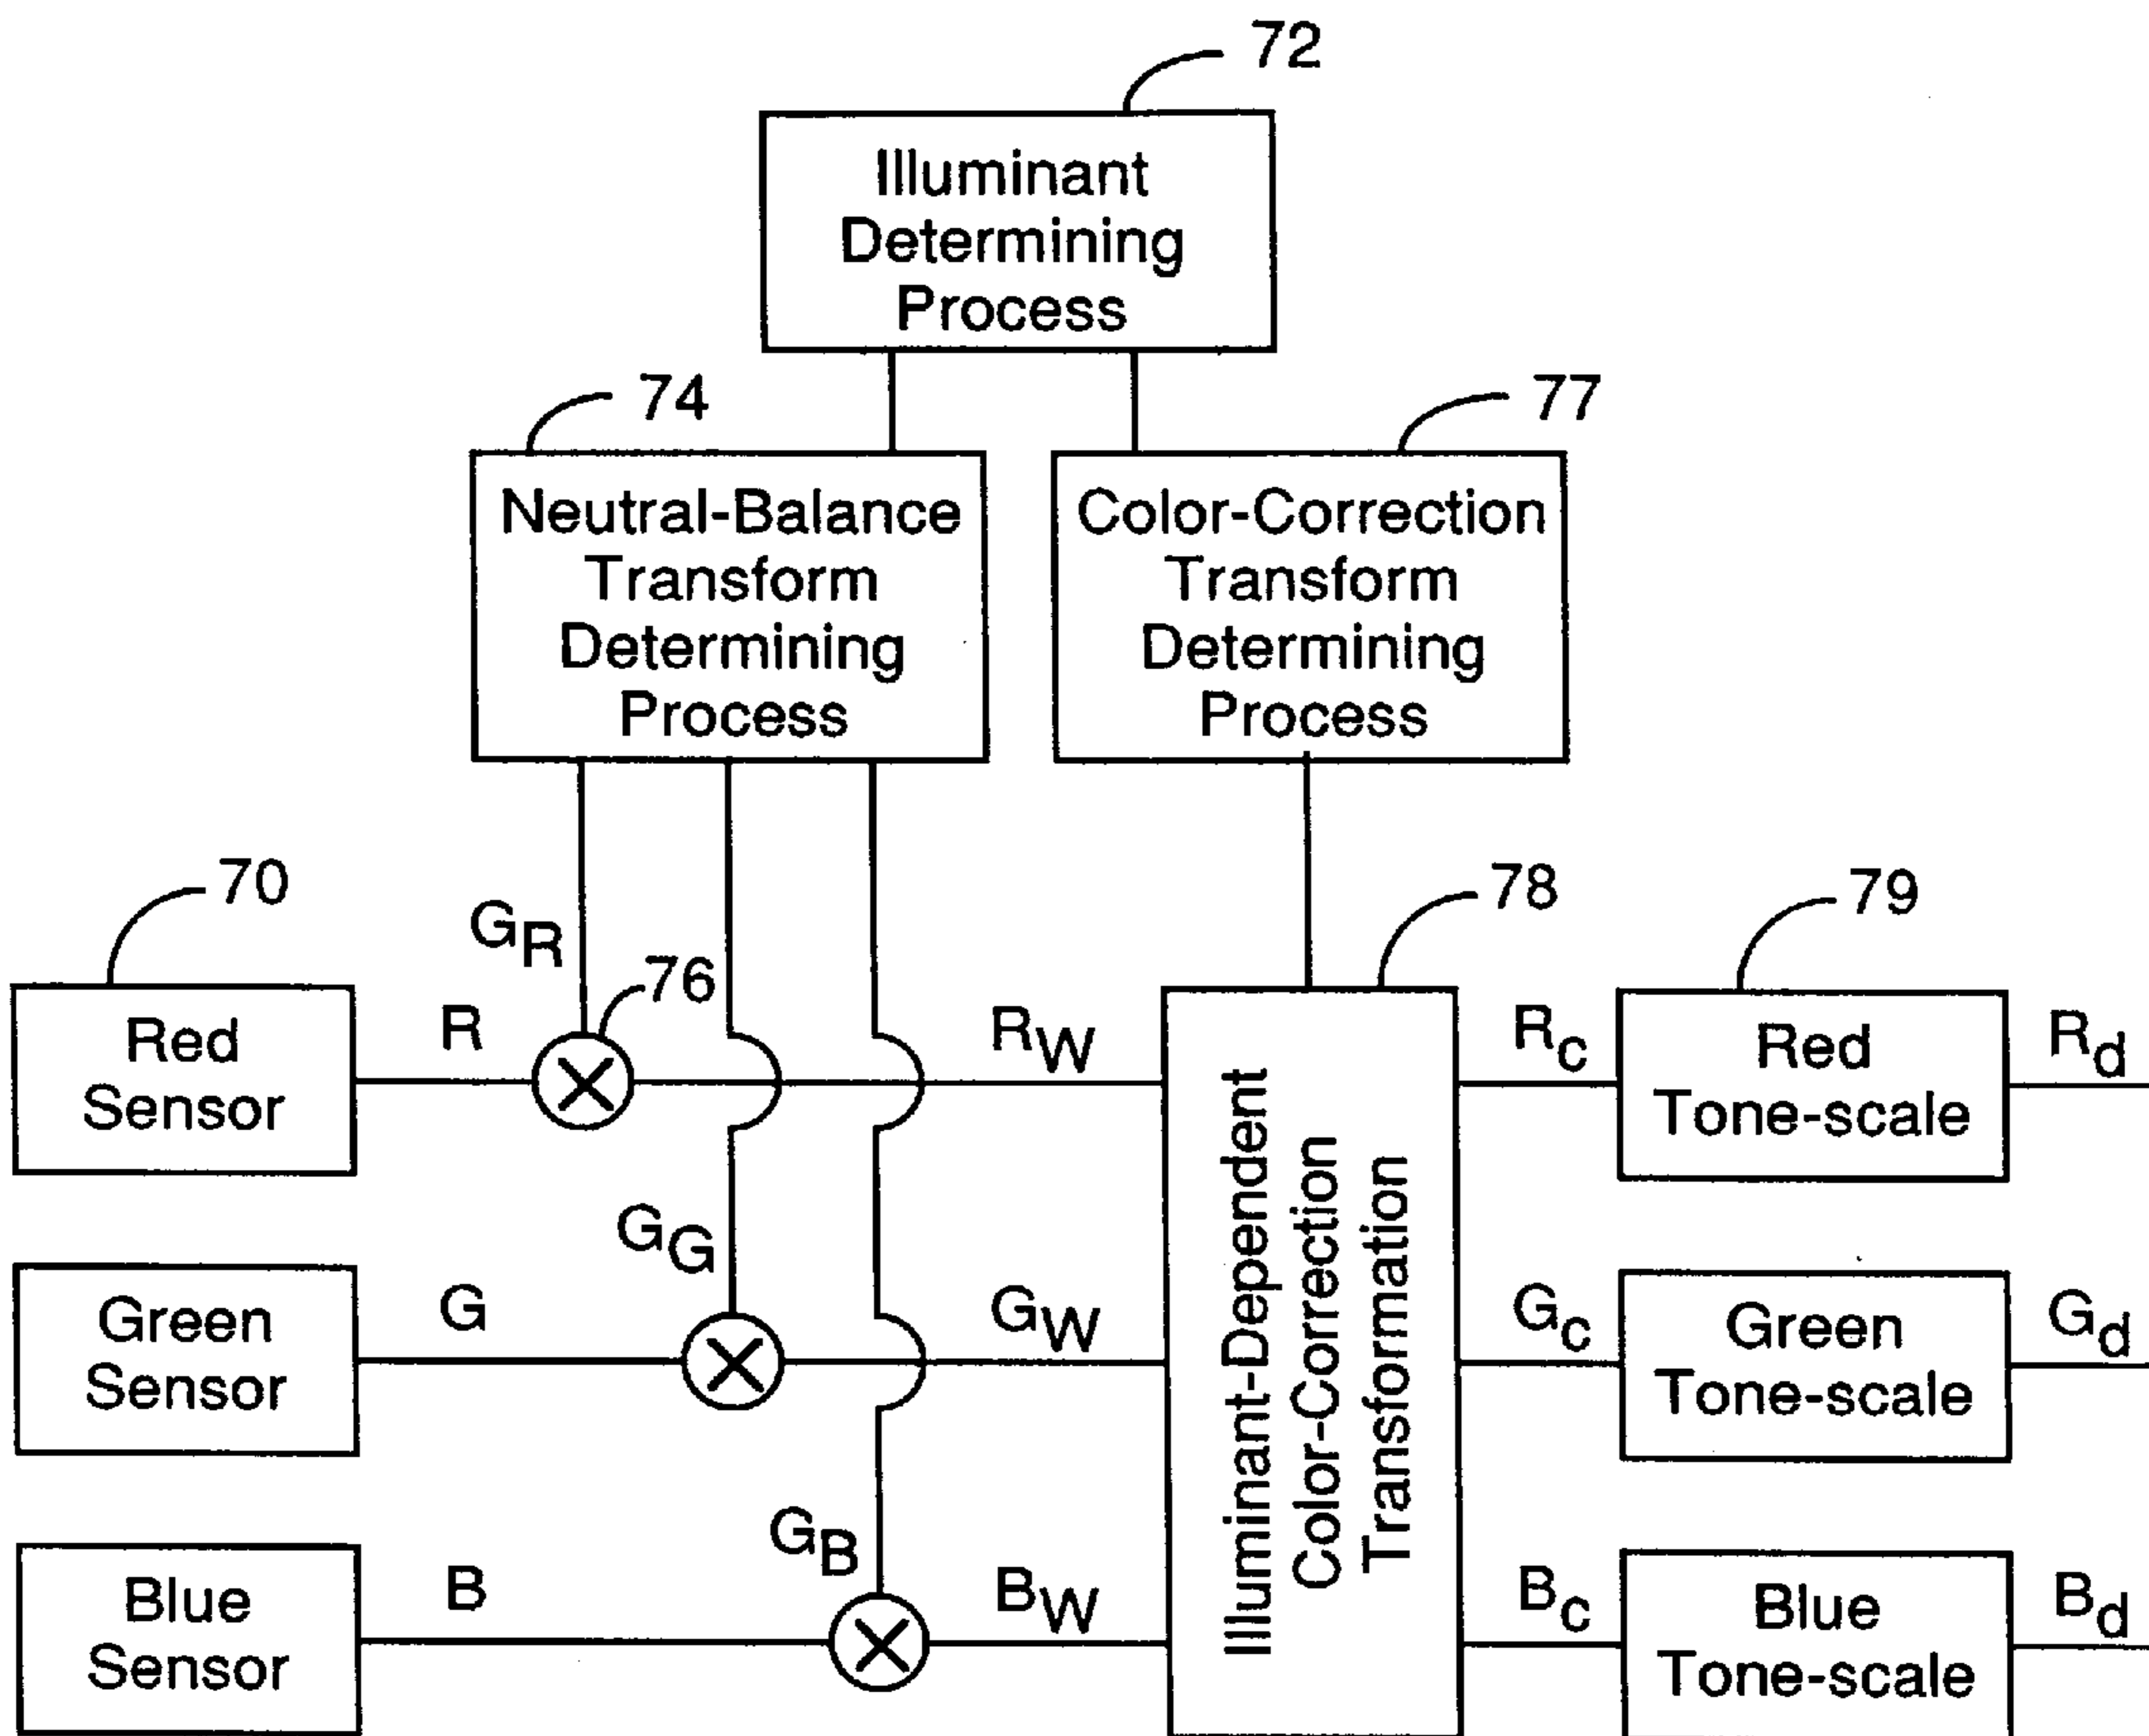 72
Illuminant
Determining
Process
74
77
Neutral-Balance
Transform
Determining
Process
Color-Correction
Transform
Determining
Process
70
78
79
GR
76
Red
Sensor
R
RW
Illuminant-Dependent
Color-Correction
Transformation
Rc
Red
Tone-scale
Rd
GG
Green
Sensor
G
GW
Gc
Green
Tone-scale
Gd
GB
Blue
Sensor
B
BW
Bc
Blue
Tone-scale
Bd